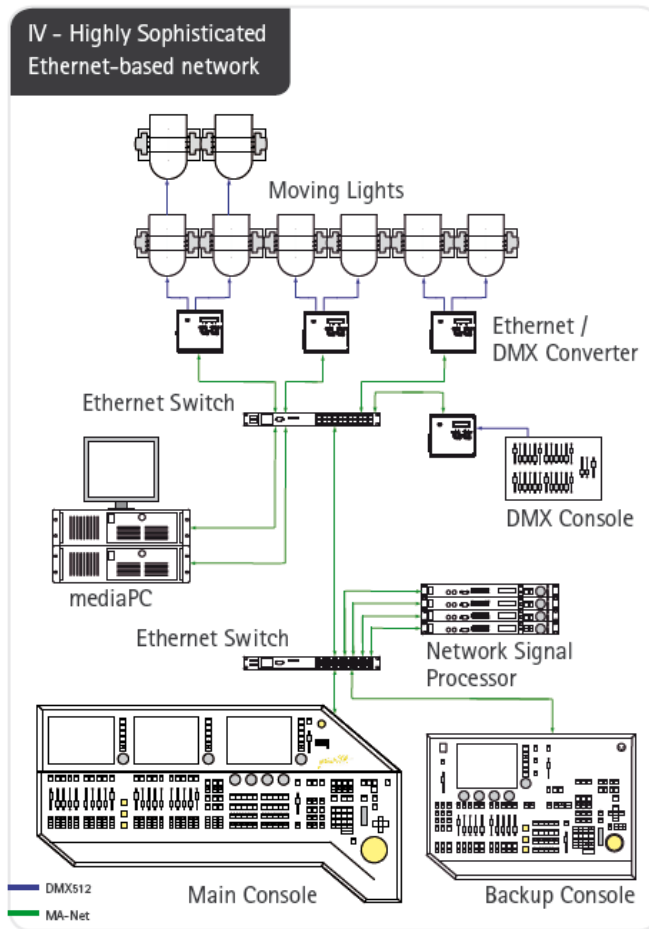 IV - Highly Sophisticated
Ethernet-based network
Moving Lights
Ethernet /
DMX Converter
Ethernet Switch
DMX Console
mediaPC
Ethernet Switch
Network Signal
Processor
Main Console
Backup Console
DMX512
MA-Net